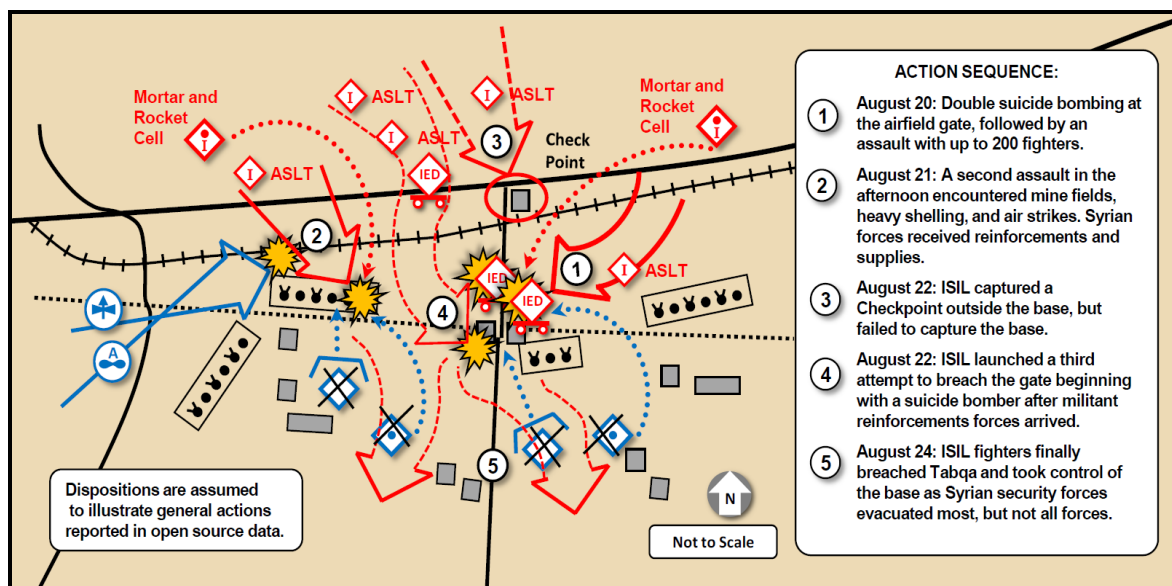 Mortar and
Rocket
Cell
I
I
ASLT
I
ASLT
I
ASLT
I
ASLT
IED
3
Check
Point
Mortar and
Rocket
Cell
I
2
1
I
ASLT
IED
IED
4
A
5
N
Not to Scale
Dispositions are assumed
to illustrate general actions
reported in open source data.
ACTION SEQUENCE:
1
August 20: Double suicide bombing at
the airfield gate, followed by an
assault with up to 200 fighters.
2
August 21: A second assault in the
afternoon encountered mine fields,
heavy shelling, and air strikes. Syrian
forces received reinforcements and
supplies.
3
August 22: ISIL captured a
Checkpoint outside the base, but
failed to capture the base.
4
August 22: ISIL launched a third
attempt to breach the gate beginning
with a suicide bomber after militant
reinforcements forces arrived.
5
August 24: ISIL fighters finally
breached Tabqa and took control of
the base as Syrian security forces
evacuated most, but not all forces.